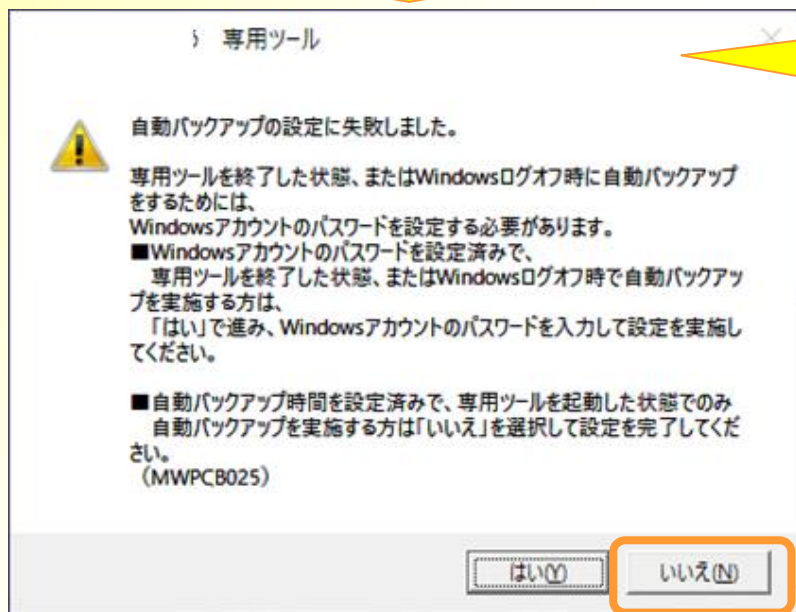 専用ツール
自動バックアップの設定に失敗しました。
専用ツールを終了した状態、またはWindowsログオフ時に自動バックアップ
をするためには、
Windowsアカウントのパスワードを設定する必要があります。
■Windowsアカウントのパスワードを設定済みで、
専用ツールを終了した状態、またはWindowsログオフ時で自動バックアッ
プを実施する方は、
「はい」で進み、Windowsアカウントのパスワードを入力して設定を実施し
てください。
■自動バックアップ時間を設定済みで、専用ツールを起動した状態でのみ
自動バックアップを実施する方は「いいえ」を選択して設定を完了してくだ
さい。
（MWPCB025）
はい(Y) いいえ(N)